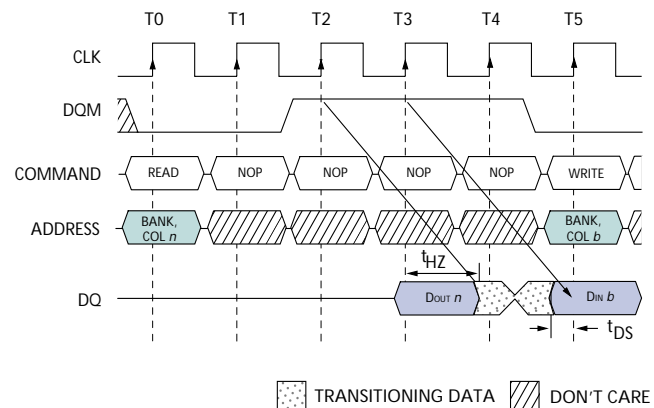 T0 T1 T2 T3 T4 T5
CLK
DQM
COMMAND READ NOP NOP NOP NOP WRITE
ADDRESS BANK, COL n BANK, COL b
tHZ
DQ DOUT n DIN b
tDS
TRANSITIONING DATA DON'T CARE